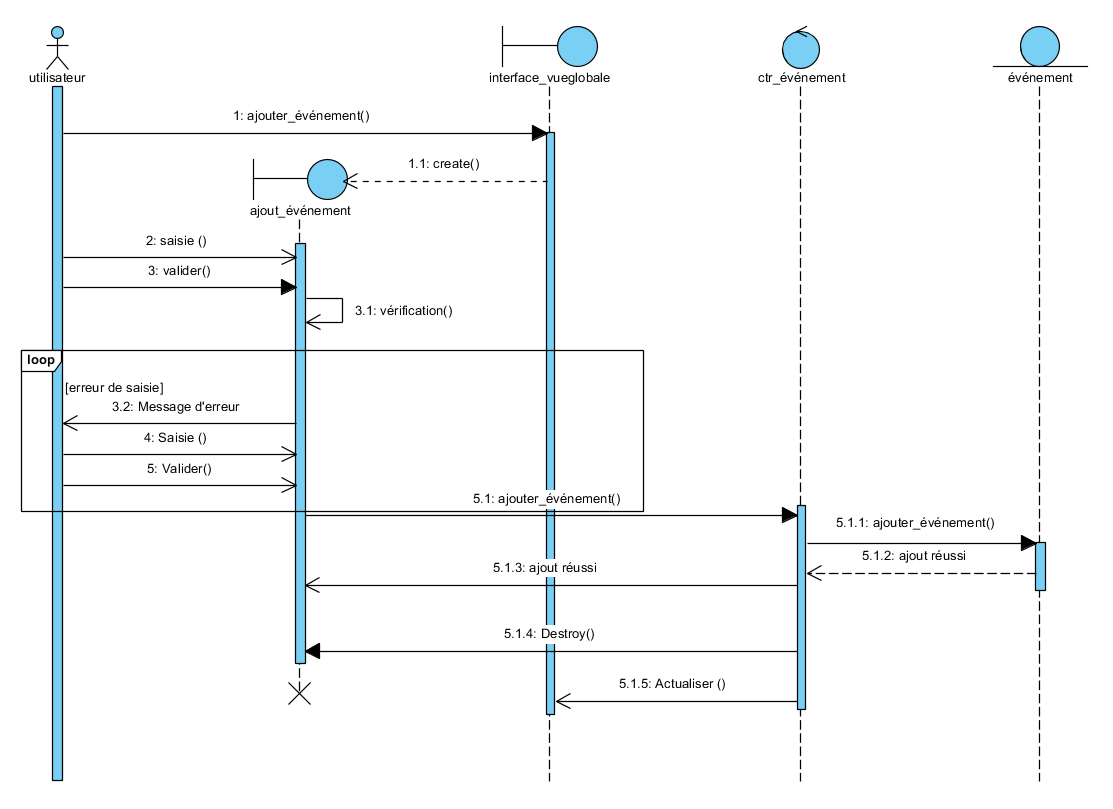 utilisateur
interface_vueglobale
ctr_événement
événement
1: ajouter_événement()
1.1: create()
ajout_événement
2: saisie ()
3: valider()
3.1: vérification()
loop
[erreur de saisie]
3.2: Message d'erreur
4: Saisie ()
5: Valider()
5.1: ajouter_événement()
5.1.1: ajouter_événement()
5.1.2: ajout réussi
5.1.3: ajout réussi
5.1.4: Destroy()
5.1.5: Actualiser ()